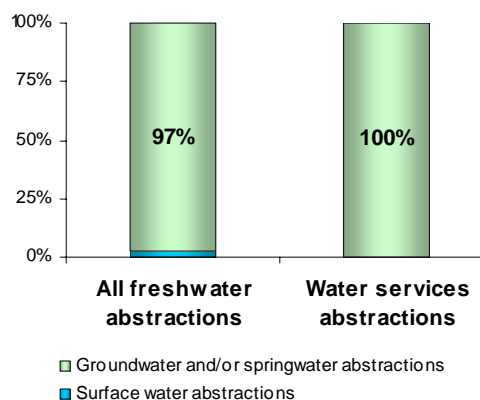 100%
75%
50%
25%
0%
97%
100%
All freshwater
abstractions
Water services
abstractions
Groundwater and/or springwater abstractions
Surface water abstractions